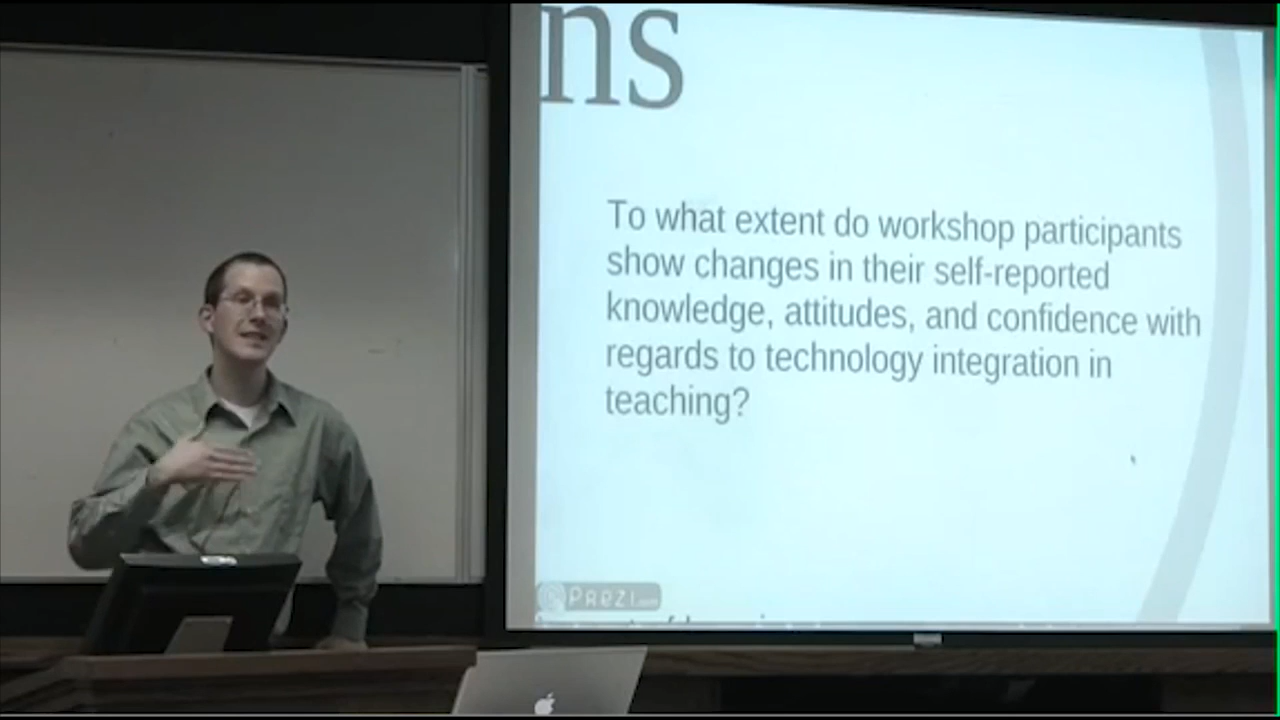 ns
To what extent do workshop participants
show changes in their self-reported
knowledge, attitudes, and confidence with
regards to technology integration in
teaching?
Prezi.com